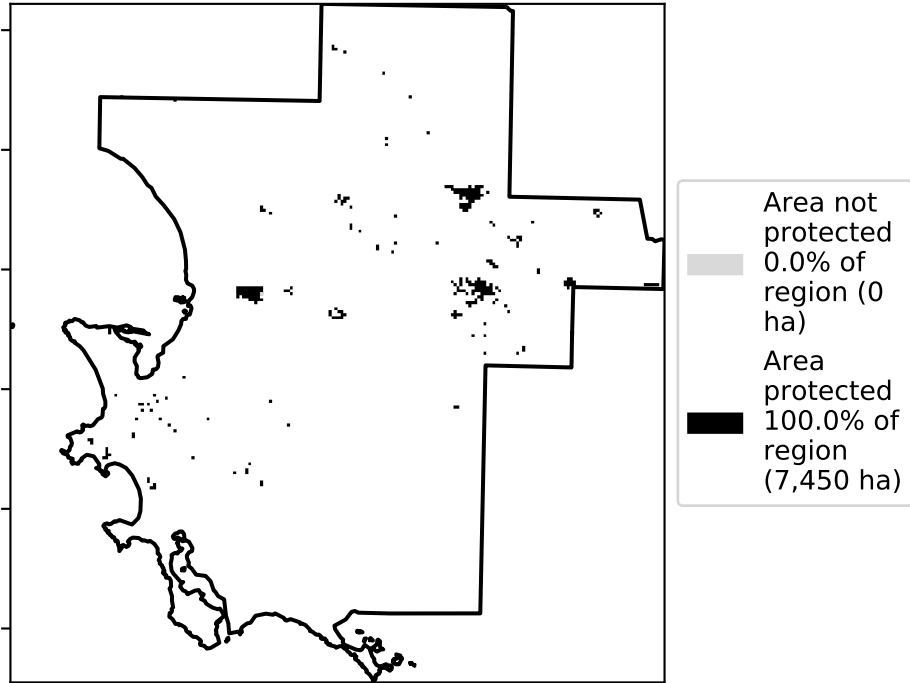 Area not
protected
0.0% of
region (0
ha)
Area
protected
100.0% of
region
(7,450 ha)